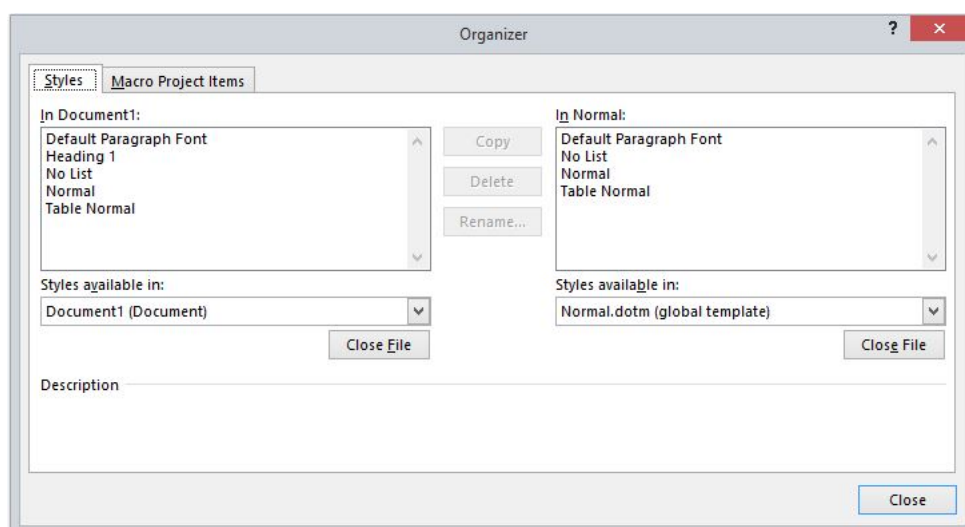 Organizer
?
Styles
Macro Project Items
In Document1:
Default Paragraph Font
Heading 1
No List
Normal
Table Normal
Copy
Delete
Rename...
In Normal:
Default Paragraph Font
No List
Normal
Table Normal
Styles available in:
Document1 (Document)
Close File
Styles available in:
Normal.dotm (global template)
Close File
Description
Close